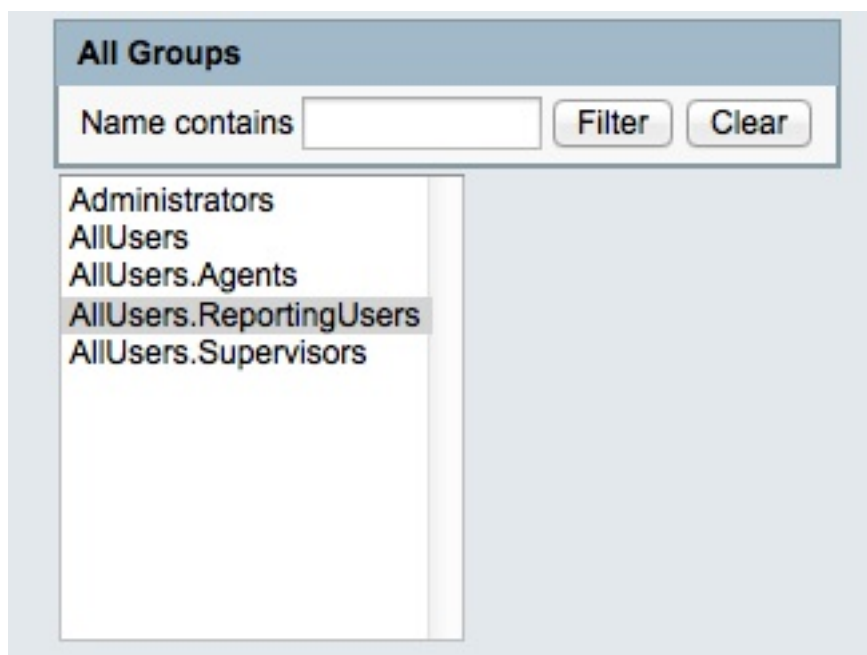 All Groups
Name contains Filter Clear
Administrators
AllUsers
AllUsers.Agents
AllUsers.ReportingUsers
AllUsers.Supervisors